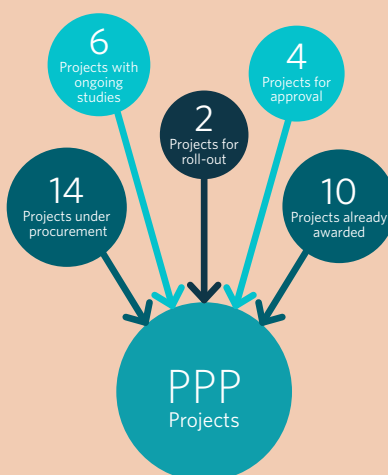 6
Projects with
ongoing
studies
4
Projects for
approval
2
Projects for
roll-out
14
Projects under
procurement
10
Projects already
awarded
PPP
Projects